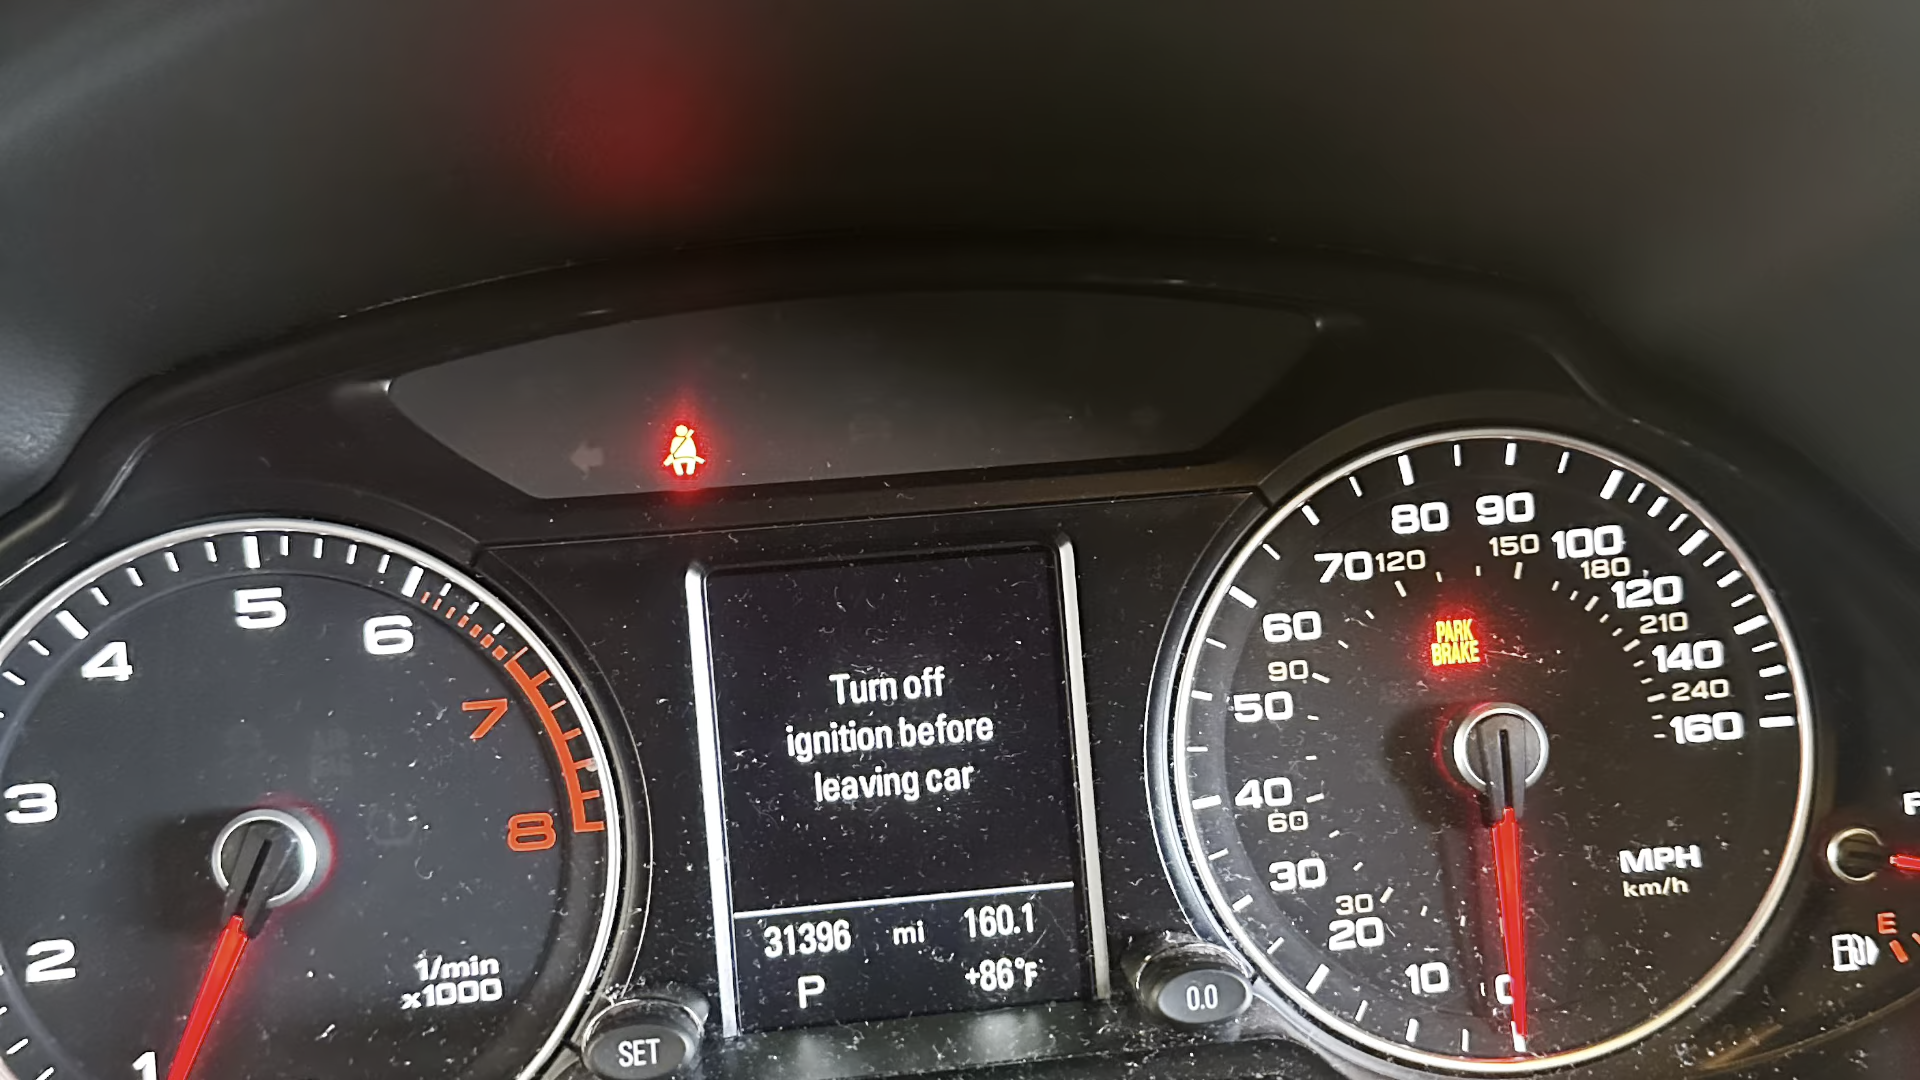 5
6
4
7
3
8
2
1/min
x1000
1
SET
Turn off
ignition before
leaving car
31396 mi 160.1
P +86°F
0.0
80 90
70 120 150 100
180
120
60
210
PARK
BRAKE
140
90
240
50
160
40
60
30
MPH
km/h
30
20
10
0
F
E